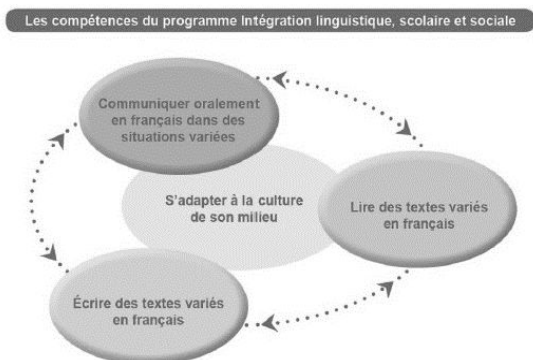 Les compétences du programme Intégration linguistique, scolaire et sociale
Communiquer oralement
en français dans des
situations variées
S'adapter à la culture
de son milieu
Lire des textes variés
en français
Écrire des textes variés
en français